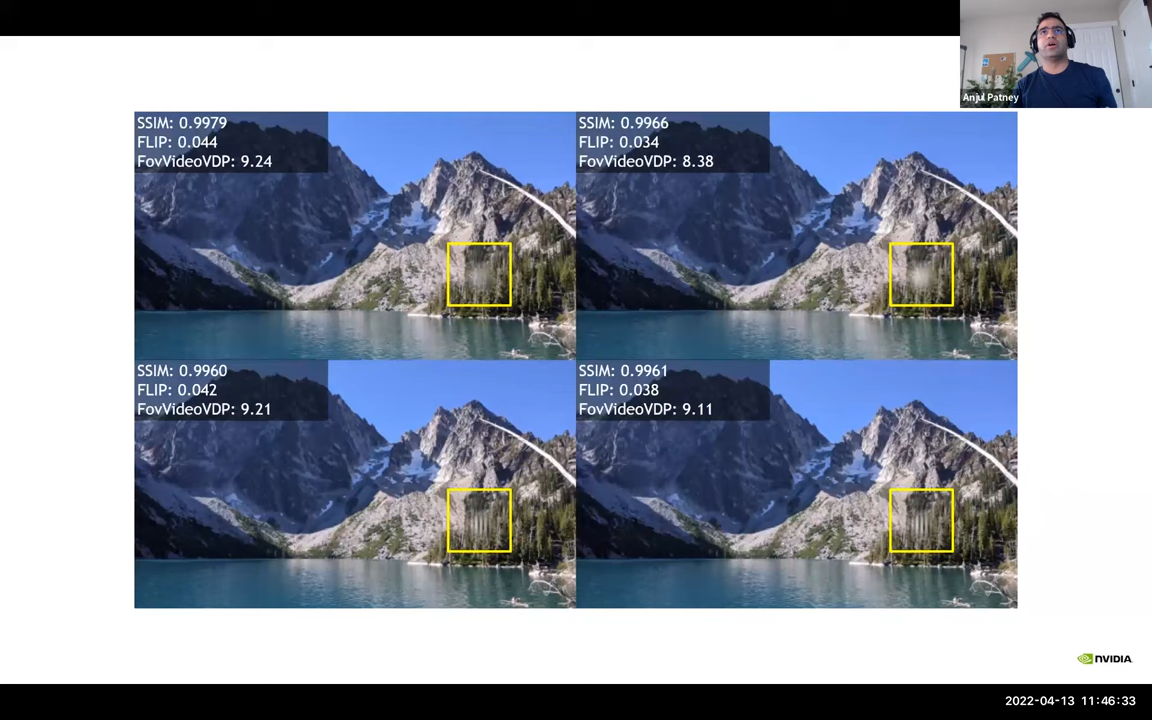 Anjul Patney
SSIM: 0.9979
FLIP: 0.044
FovVideoVDP: 9.24
SSIM: 0.9966
FLIP: 0.034
FovVideoVDP: 8.38
SSIM: 0.9960
FLIP: 0.042
FovVideoVDP: 9.21
SSIM: 0.9961
FLIP: 0.038
FovVideoVDP: 9.11
NVIDIA
2022-04-13 11:46:33